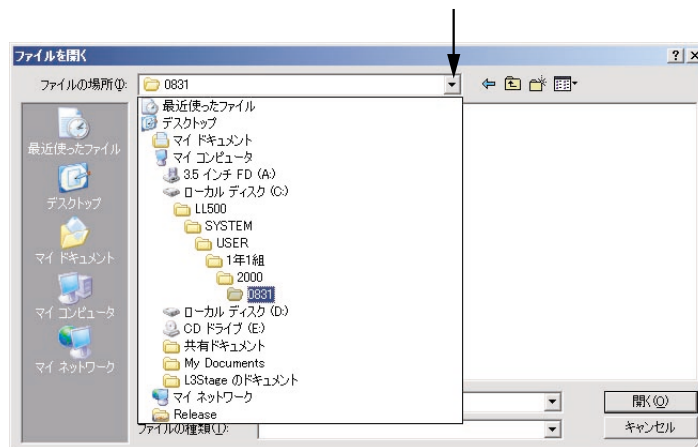 ファイルを開く
ファイルの場所(I):
0831
最近使ったファイル
デスクトップ
マイ ドキュメント
マイ コンピュータ
3.5 インチ FD (A:)
ローカル ディスク (C:)
LL500
SYSTEM
USER
1年1組
2000
0831
ローカル ディスク (D:)
CD ドライブ (E:)
共有ドキュメント
My Documents
L3Stage のドキュメント
マイ ネットワーク
Release
最近使ったファイル
デスクトップ
マイ ドキュメント
マイ コンピュータ
マイ ネットワーク
開く(O)
ファイルの種類(T):
キャンセル